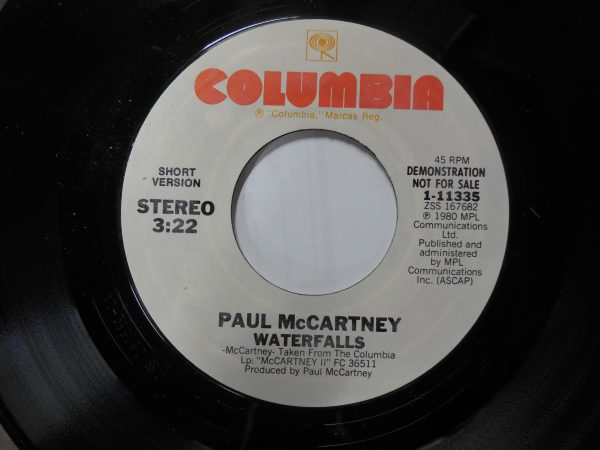 COLUMBIA
® "Columbia," Marcas Reg.
SHORT
VERSION
STEREO
3:22
45 RPM
DEMONSTRATION
NOT FOR SALE
1-11335
ZSS 167682
℗ 1980 MPL
Communications
Ltd.
Published and
administered
by MPL
Communications
Inc. (ASCAP)
PAUL McCARTNEY
WATERFALLS
-McCartney- Taken From The Columbia
Lp: "McCARTNEY II" FC 36511
Produced by Paul McCartney